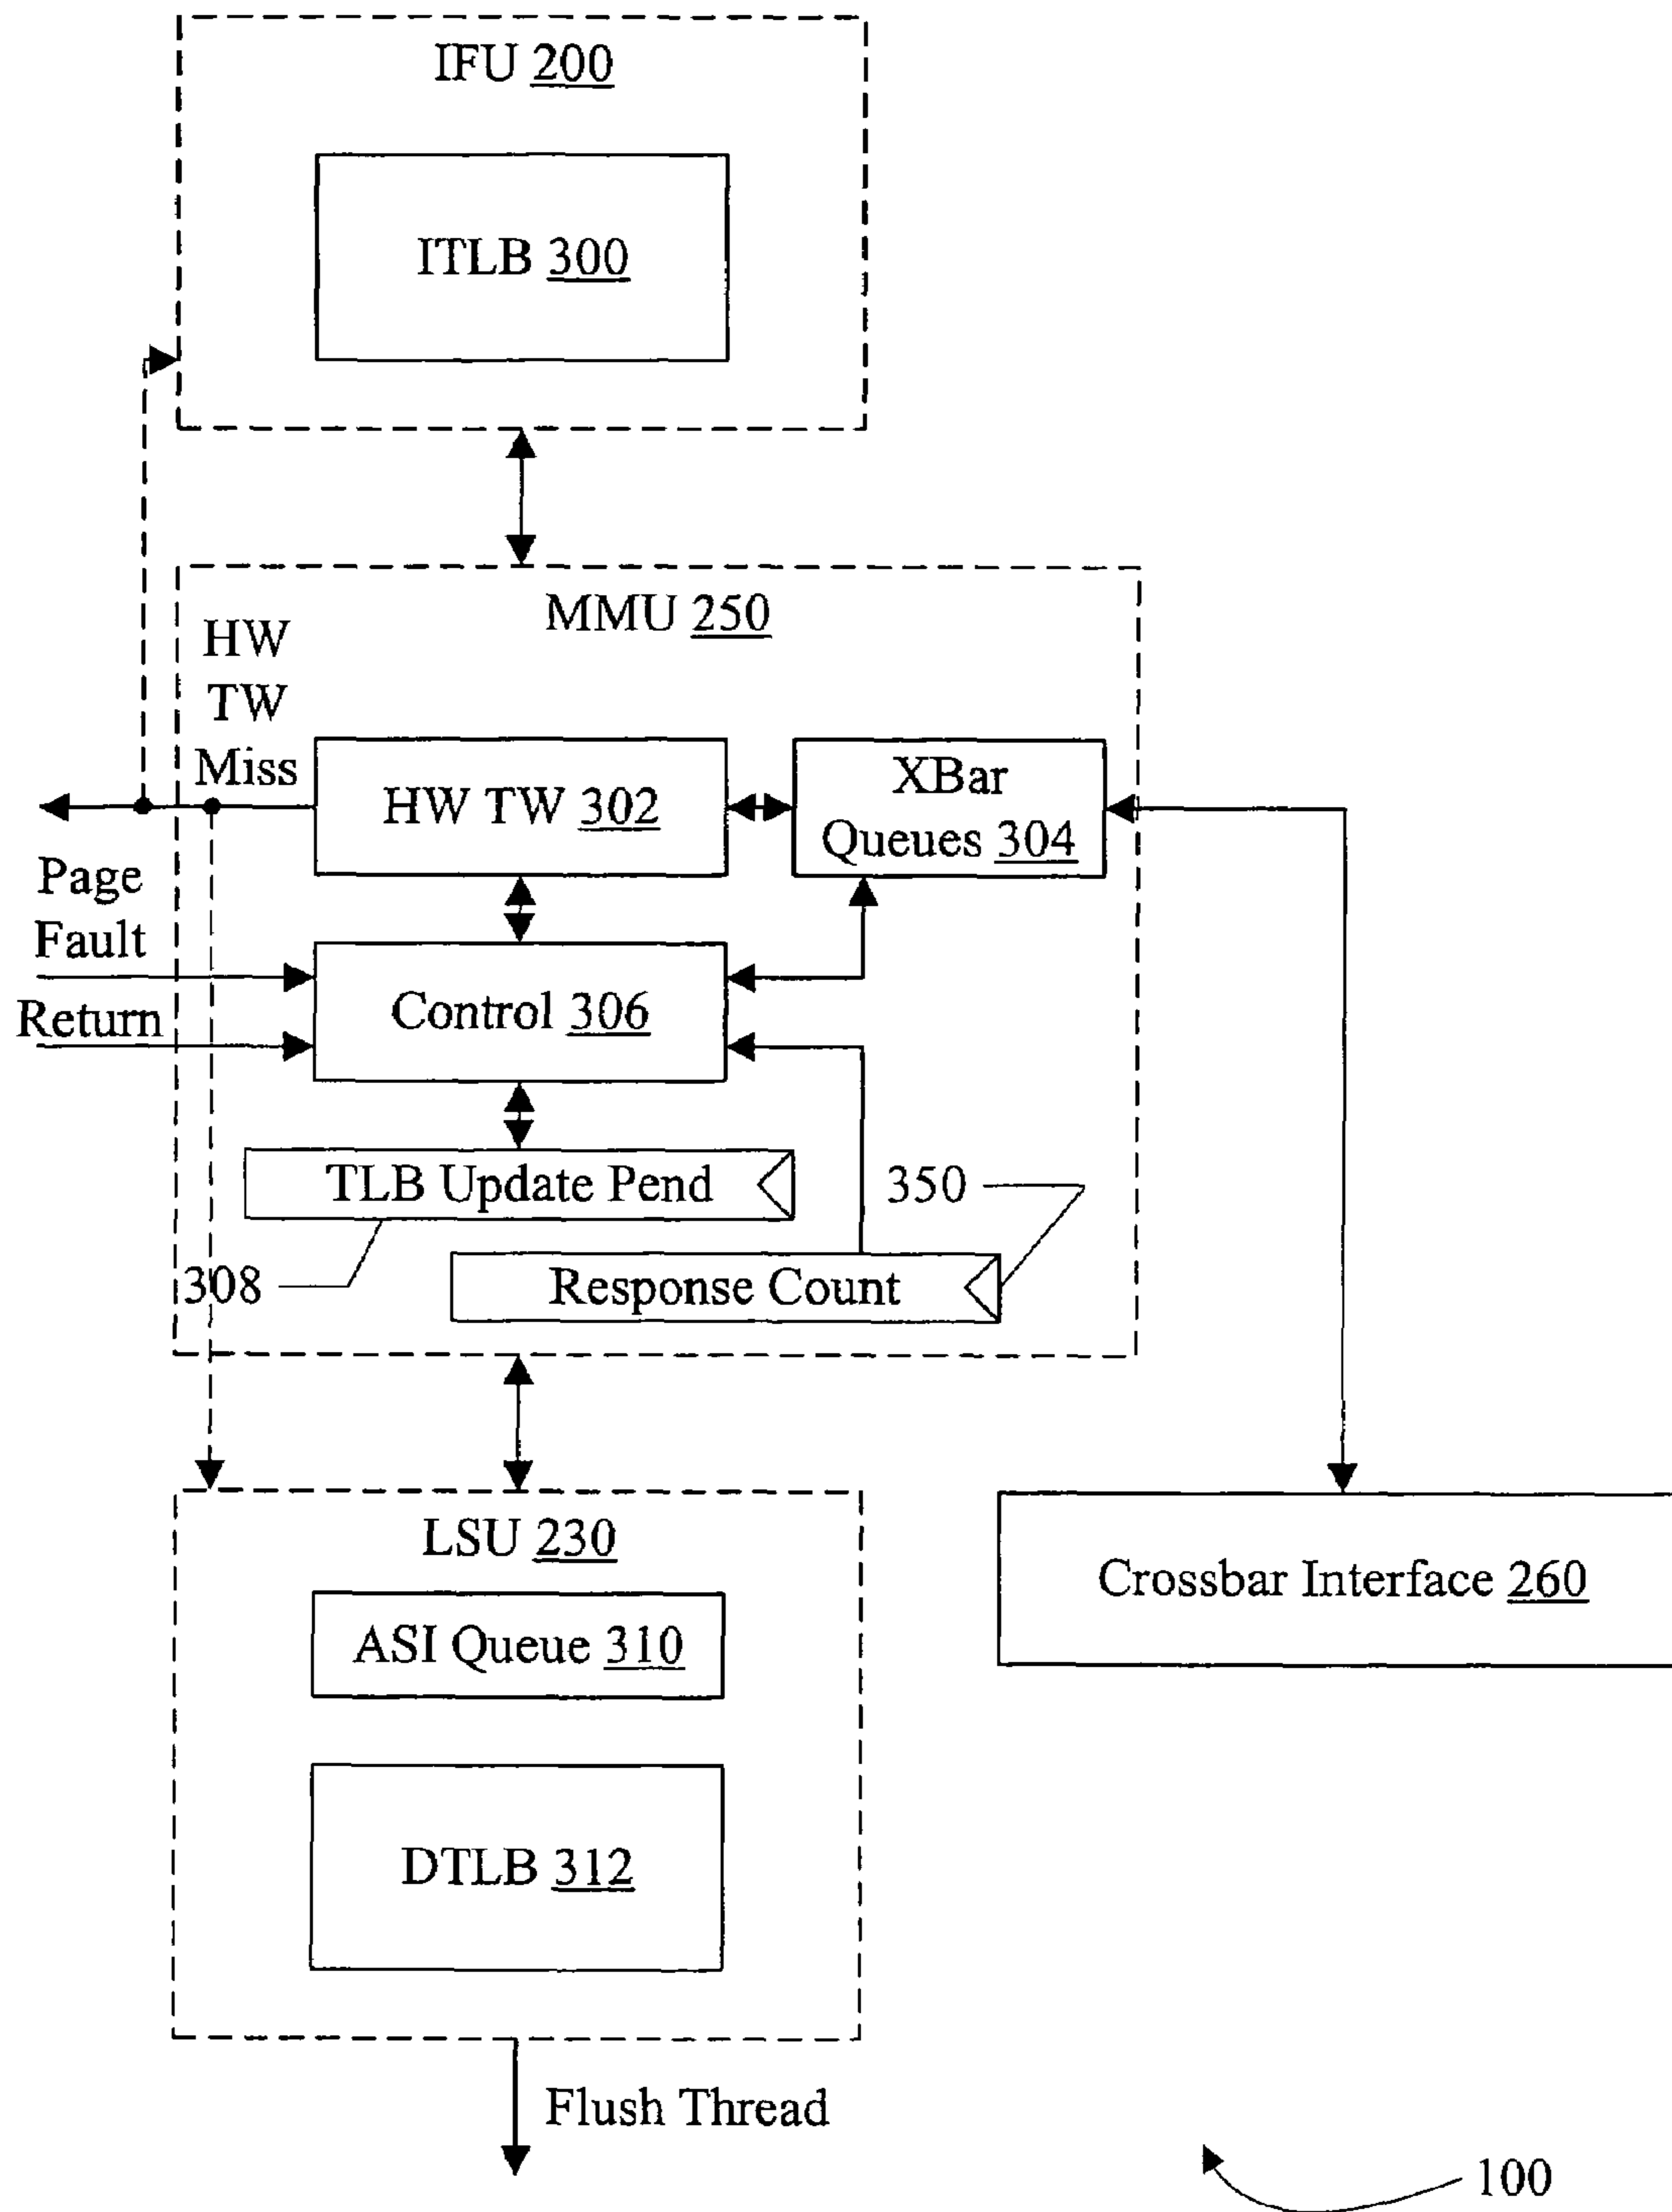 IFU 200
ITLB 300
MMU 250
HW
TW
Miss
HW TW 302
XBar
Queues 304
Page
Fault
Control 306
Return
TLB Update Pend
350
308
Response Count
LSU 230
ASI Queue 310
Crossbar Interface 260
DTLB 312
Flush Thread
100